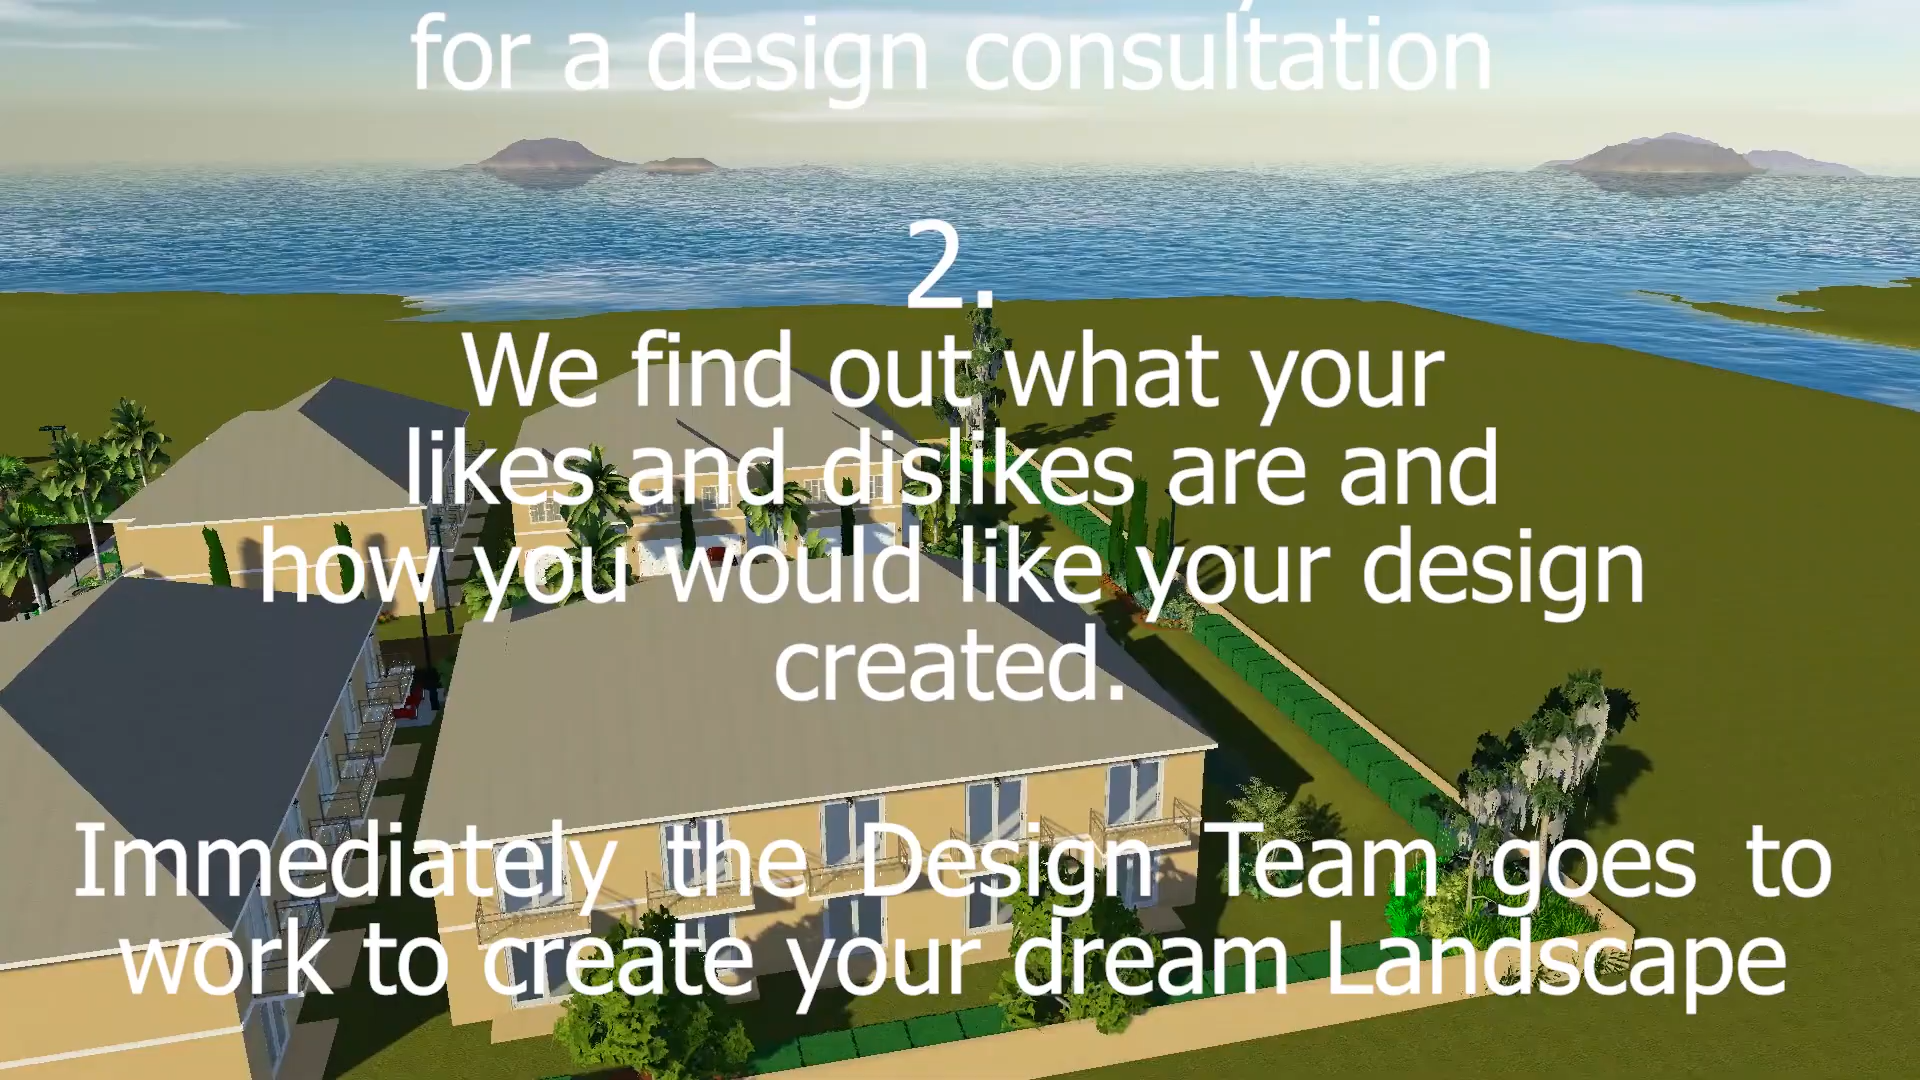 for a design consultation
2.
We find out what your
likes and dislikes are and
how you would like your design
created.
Immediately the Design Team goes to
work to create your dream Landscape